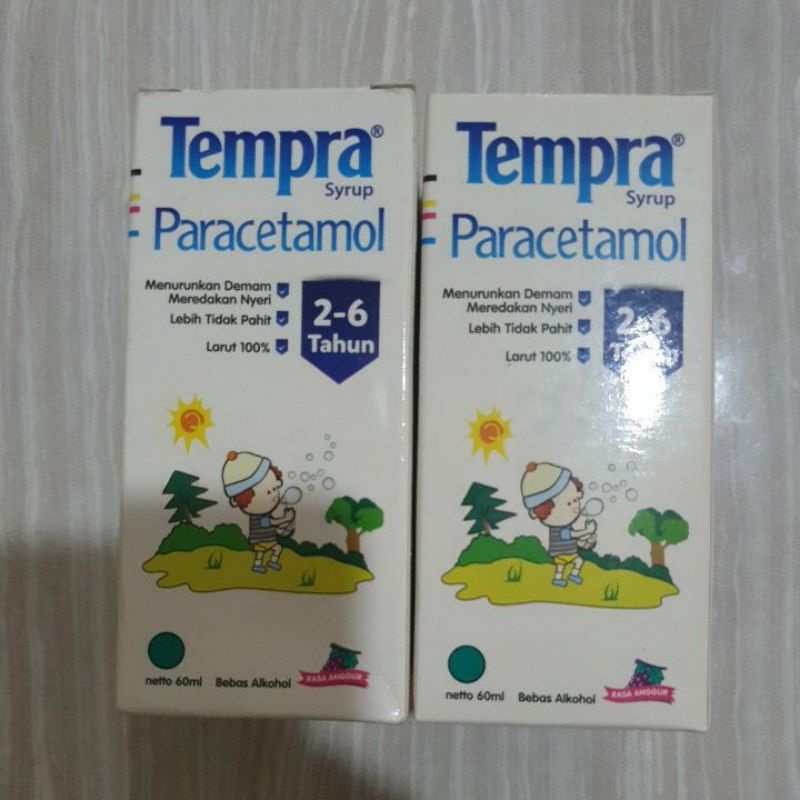 Tempra®
Syrup
Paracetamol
Menurunkan Demam
Meredakan Nyeri
Lebih Tidak Pahit
Larut 100%
2-6
Tahun
netto 60ml
Bebas Alkohol
RASA ANGGUR
Tempra®
Syrup
Paracetamol
Menurunkan Demam
Meredakan Nyeri
Lebih Tidak Pahit
Larut 100%
2-6
netto 60ml
Bebas Alkohol
RASA ANGGUR